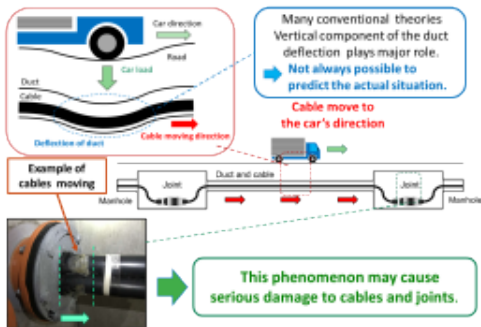 Car direction
Road
Car load
Duct
Cable
Deflection of duct
Cable moving direction
Many conventional theories
Vertical component of the duct
deflection plays major role.
Not always possible to
predict the actual situation.
Cable move to
the car's direction
Example of
cables moving
Duct and cable
Joint
Joint
Manhole
Manhole
This phenomenon may cause
serious damage to cables and joints.